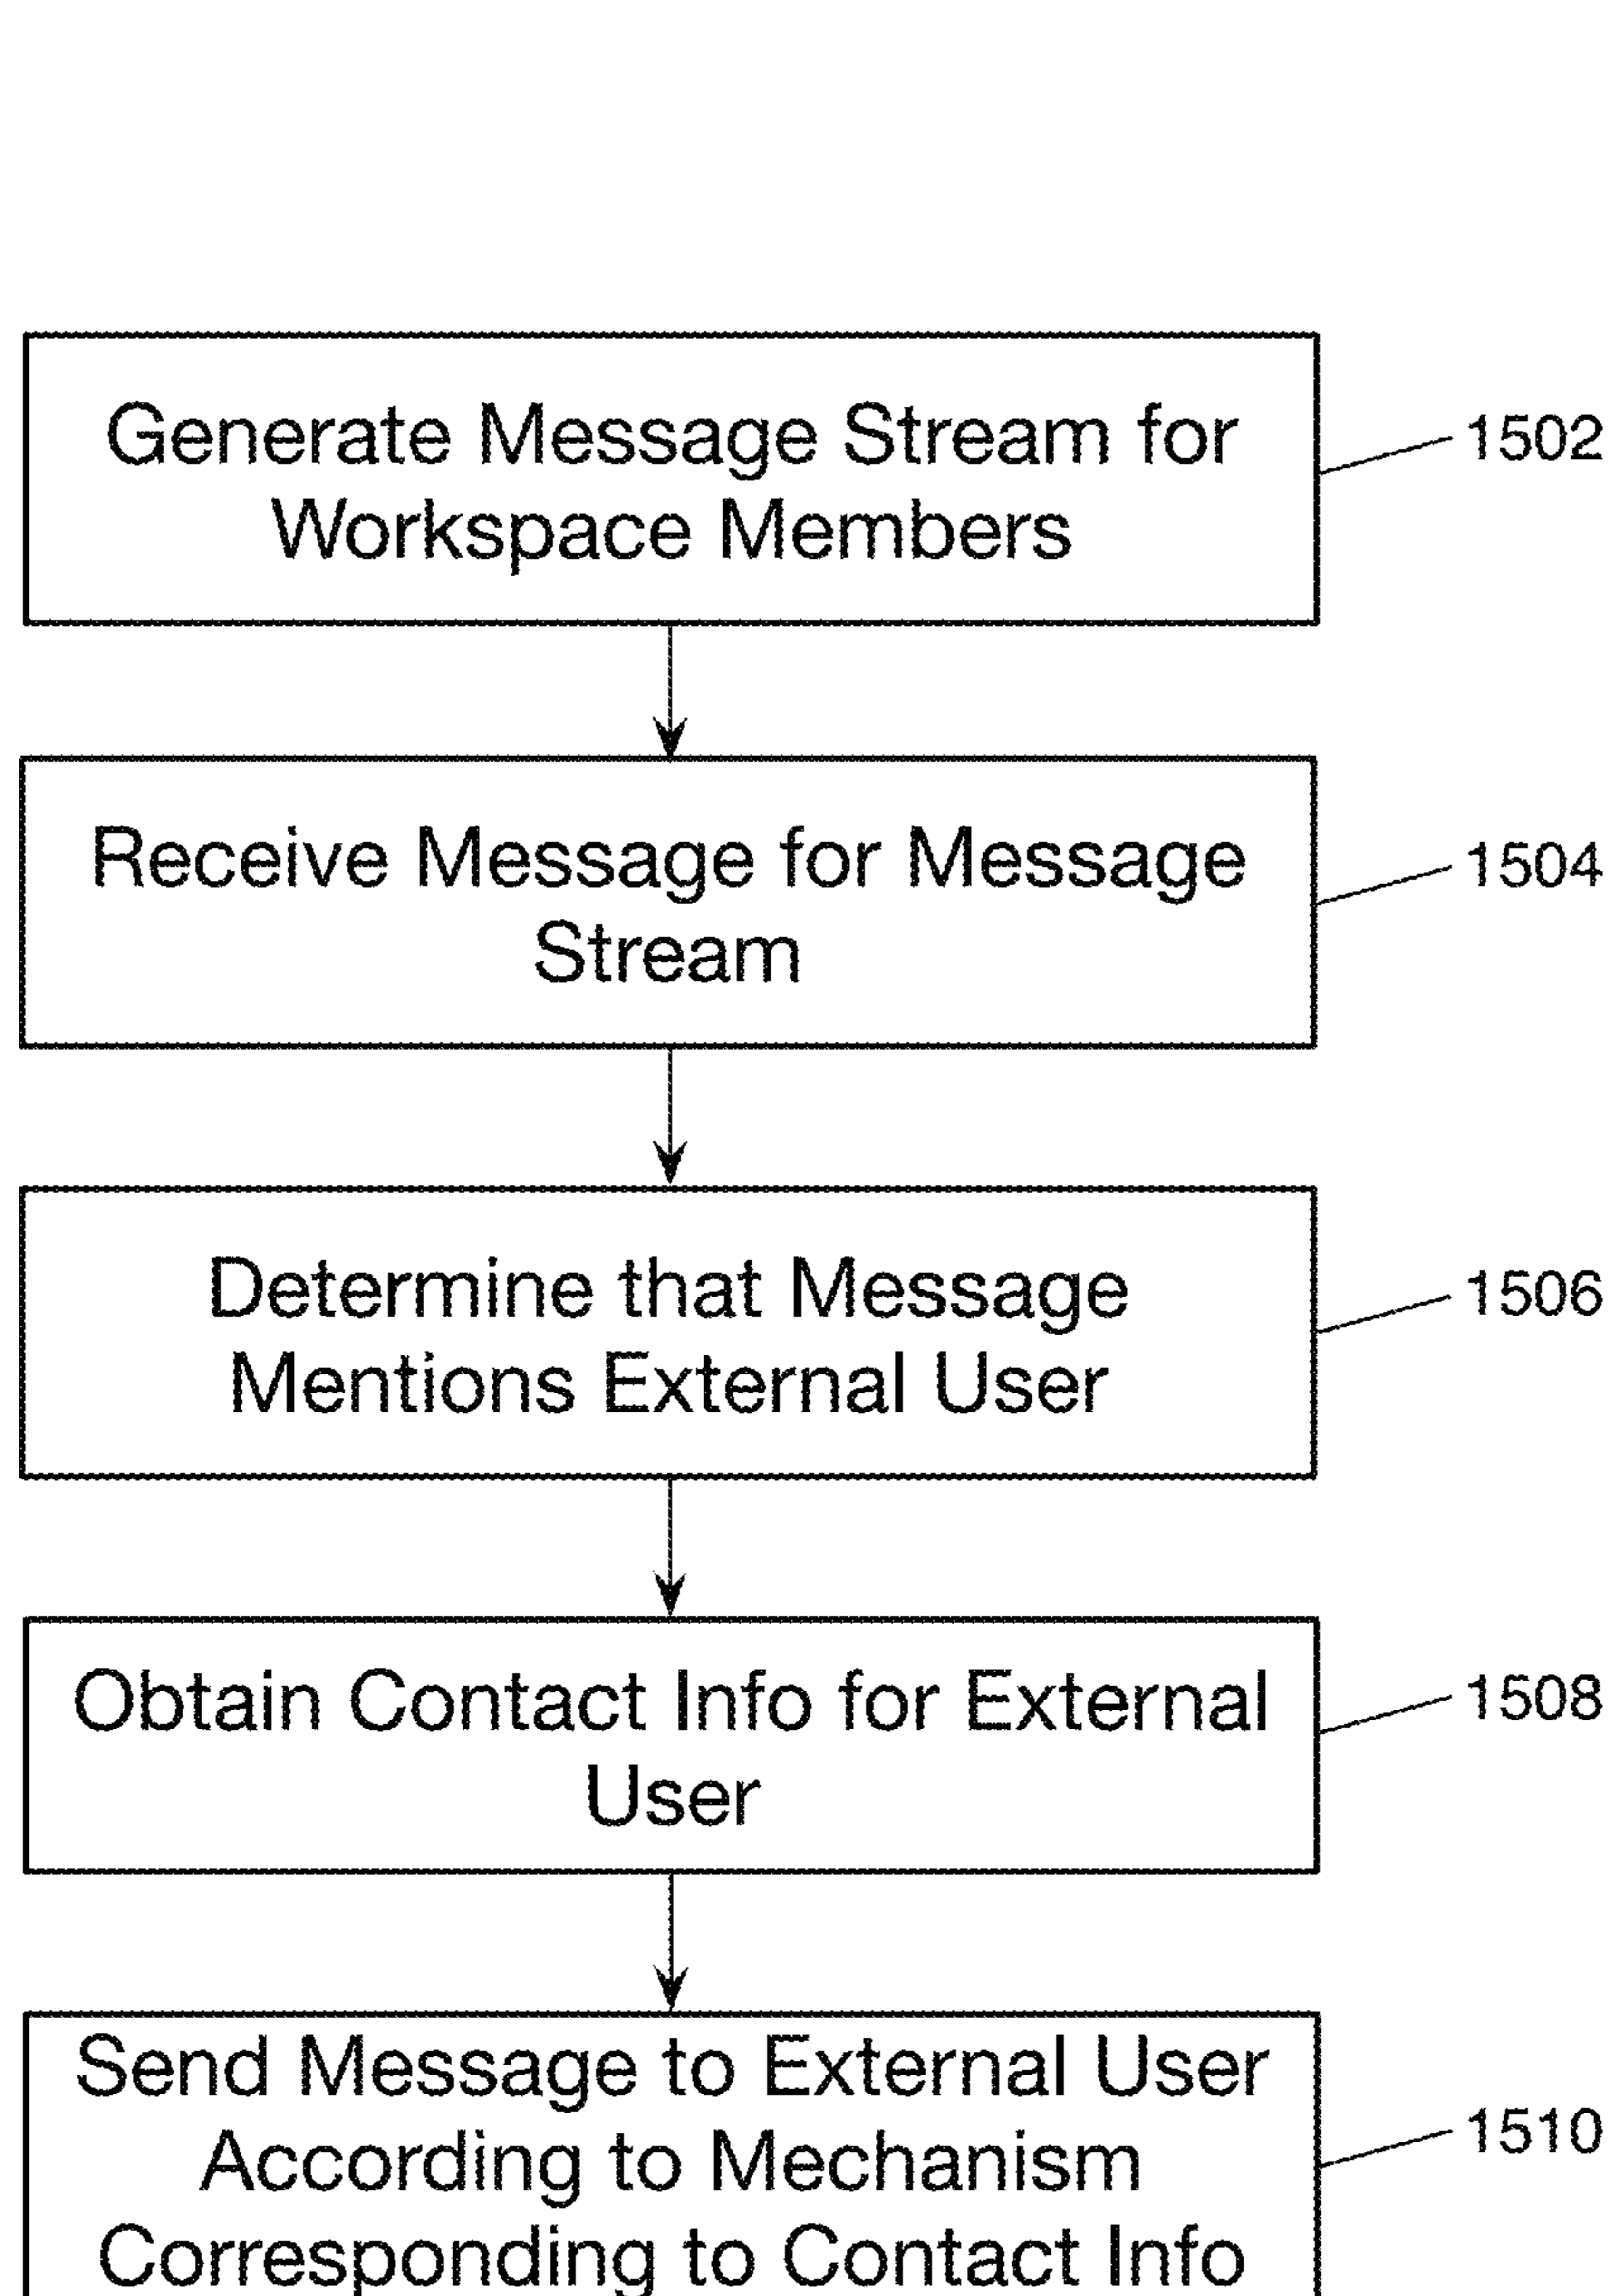 Generate Message Stream for
Workspace Members
1502
Receive Message for Message
Stream
1504
Determine that Message
Mentions External User
1506
Obtain Contact Info for External
User
1508
Send Message to External User
According to Mechanism
Corresponding to Contact Info
1510